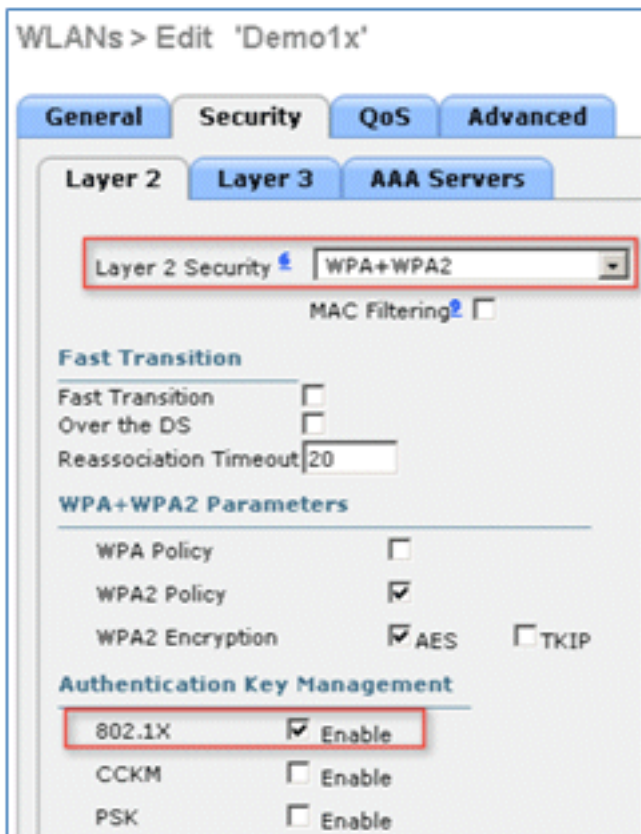 WLANs > Edit 'Demo1x'
General Security QoS Advanced
Layer 2 Layer 3 AAA Servers
Layer 2 Security 6 WPA+WPA2
MAC Filtering 9
Fast Transition
Fast Transition
Over the DS
Reassociation Timeout 20
WPA+WPA2 Parameters
WPA Policy
WPA2 Policy
WPA2 Encryption AES TKIP
Authentication Key Management
802.1X Enable
CCKM Enable
PSK Enable